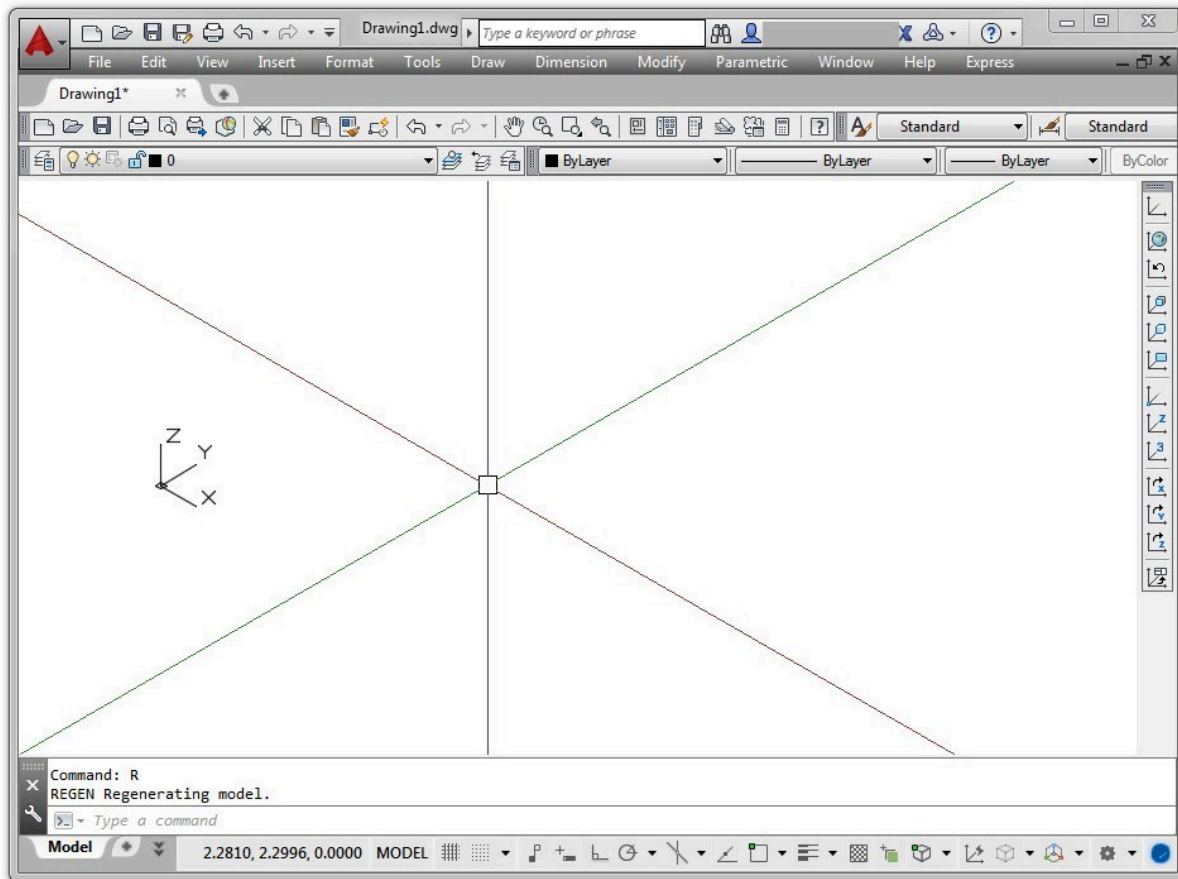 Drawing1.dwg Type a keyword or phrase
File Edit View Insert Format Tools Draw Dimension Modify Parametric Window Help Express
Drawing1*
Standard Standard
0 ByLayer ByLayer ByLayer ByColor
Z
Y
X
Z
3
X
Y
Z
Command: R
REGEN Regenerating model.
Type a command
Model 2.2810, 2.2996, 0.0000 MODEL